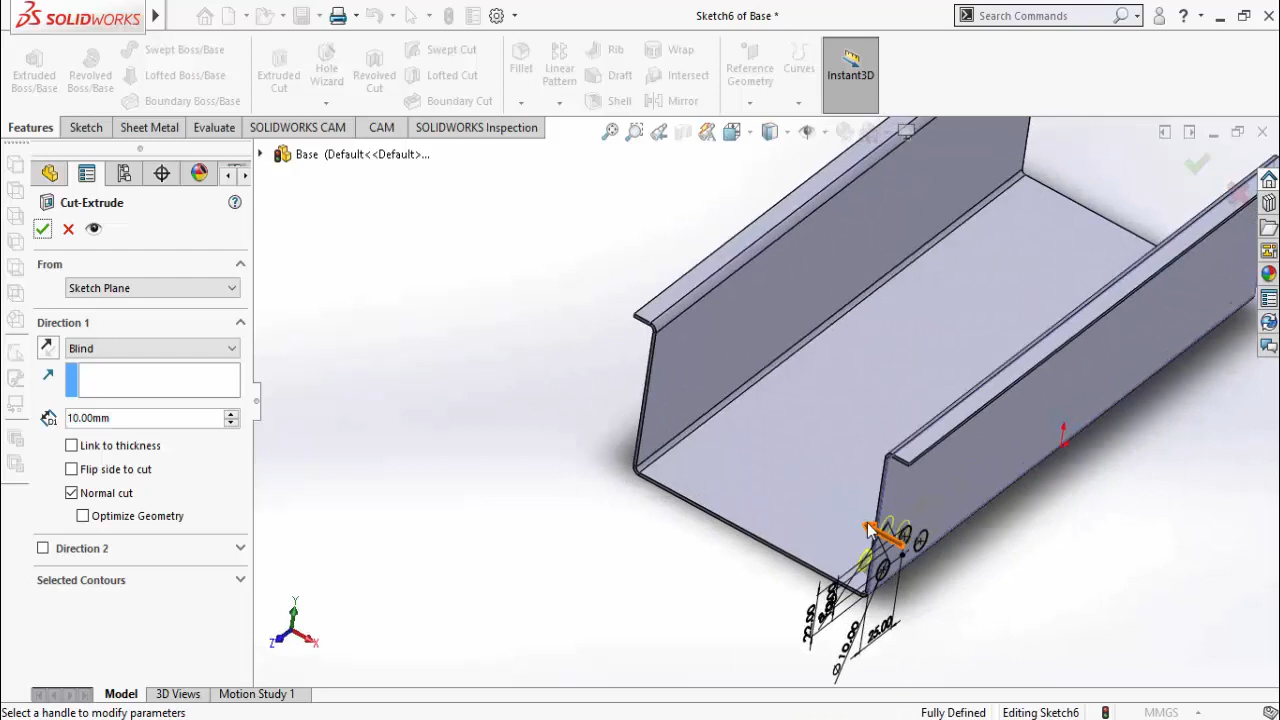 SOLIDWORKS
Sketch6 of Base *
Search Commands
?
Extruded Boss/Base
Revolved Boss/Base
Swept Boss/Base
Lofted Boss/Base
Boundary Boss/Base
Extruded Cut
Hole Wizard
Revolved Cut
Swept Cut
Lofted Cut
Boundary Cut
Fillet
Linear Pattern
Rib
Draft
Shell
Wrap
Intersect
Mirror
Reference Geometry
Curves
Instant3D
Features
Sketch
Sheet Metal
Evaluate
SOLIDWORKS CAM
CAM
SOLIDWORKS Inspection
Base (Default<<Default>...
Cut-Extrude
?
From
Sketch Plane
Direction 1
Blind
D1
10.00mm
Link to thickness
Flip side to cut
Normal cut
Optimize Geometry
Direction 2
Selected Contours
25.00
Y
Z
X
Model
3D Views
Motion Study 1
Select a handle to modify parameters
Fully Defined
Editing Sketch6
MMGS